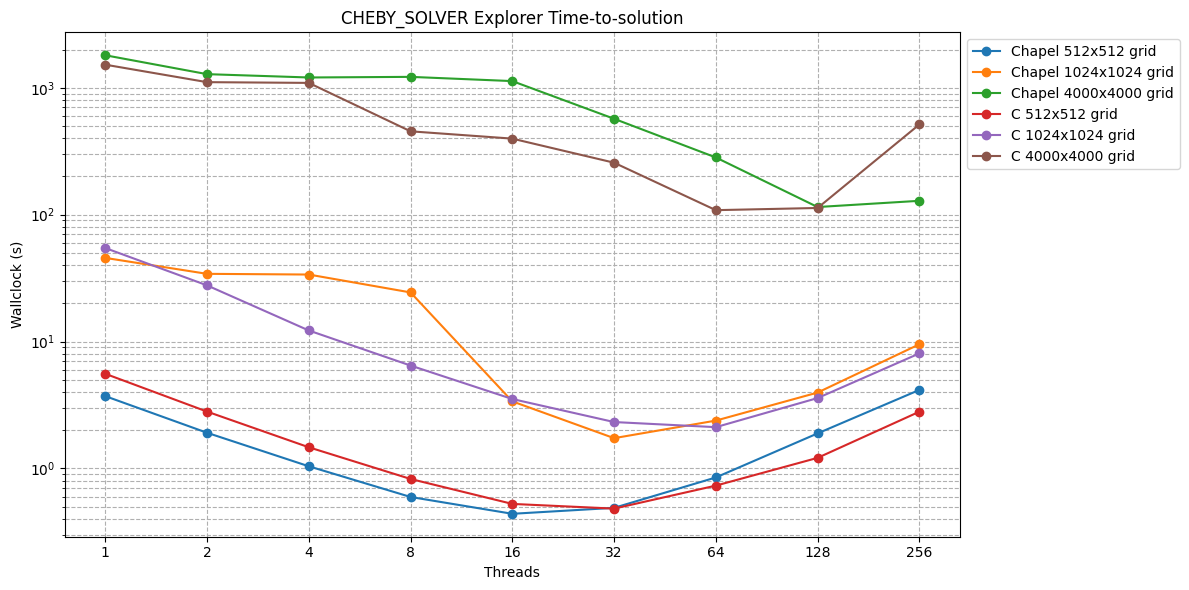 CHEBY_SOLVER Explorer Time-to-solution
Chapel 512x512 grid
Chapel 1024x1024 grid
Chapel 4000x4000 grid
C 512x512 grid
C 1024x1024 grid
C 4000x4000 grid
Wallclock (s)
10³
10²
10¹
10⁰
1 2 4 8 16 32 64 128 256
Threads